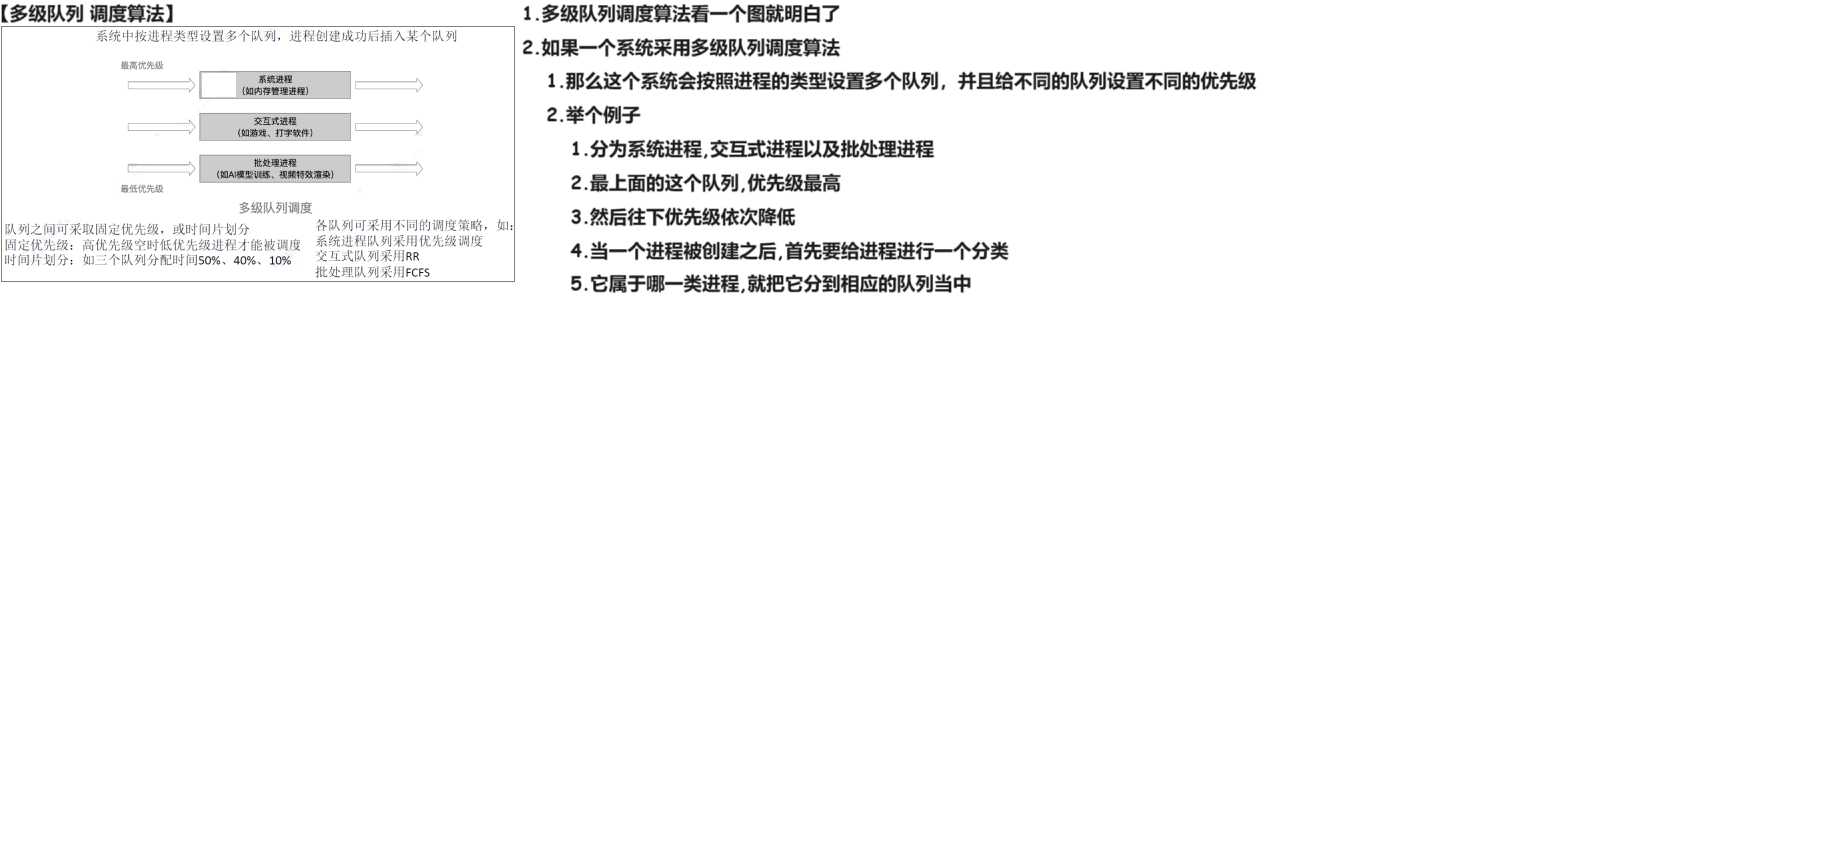 【多级队列 调度算法】
系统中按进程类型设置多个队列，进程创建成功后插入某个队列
最高优先级
系统进程
（如内存管理进程）
交互式进程
（如游戏、打字软件）
批处理进程
（如AI模型训练、视频特效渲染）
最低优先级
多级队列调度
队列之间可采取固定优先级，或时间片划分
固定优先级：高优先级空时低优先级进程才能被调度
时间片划分：如三个队列分配时间50%、40%、10%
各队列可采用不同的调度策略，如：
系统进程队列采用优先级调度
交互式队列采用RR
批处理队列采用FCFS
1.多级队列调度算法看一个图就明白了
2.如果一个系统采用多级队列调度算法
1.那么这个系统会按照进程的类型设置多个队列，并且给不同的队列设置不同的优先级
2.举个例子
1.分为系统进程,交互式进程以及批处理进程
2.最上面的这个队列,优先级最高
3.然后往下优先级依次降低
4.当一个进程被创建之后,首先要给进程进行一个分类
5.它属于哪一类进程,就把它分到相应的队列当中